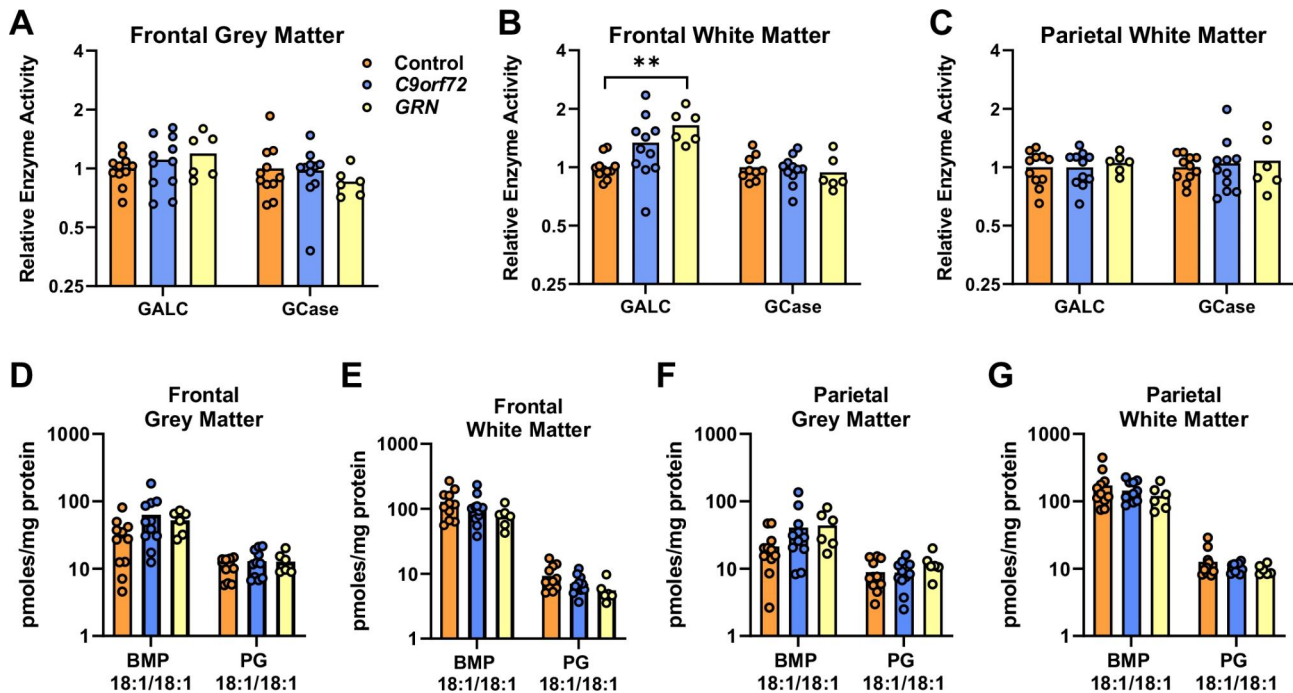 A
Frontal Grey Matter
Relative Enzyme Activity
4
2
1
0.5
0.25
GALC
GCase
Control
C9orf72
GRN
B
Frontal White Matter
Relative Enzyme Activity
4
2
1
0.5
0.25
**
GALC
GCase
C
Parietal White Matter
Relative Enzyme Activity
4
2
1
0.5
0.25
GALC
GCase
D
Frontal
Grey Matter
pmoles/mg protein
1000
100
10
1
BMP
18:1/18:1
PG
18:1/18:1
E
Frontal
White Matter
pmoles/mg protein
1000
100
10
1
BMP
18:1/18:1
PG
18:1/18:1
F
Parietal
Grey Matter
pmoles/mg protein
1000
100
10
1
BMP
18:1/18:1
PG
18:1/18:1
G
Parietal
White Matter
pmoles/mg protein
1000
100
10
1
BMP
18:1/18:1
PG
18:1/18:1